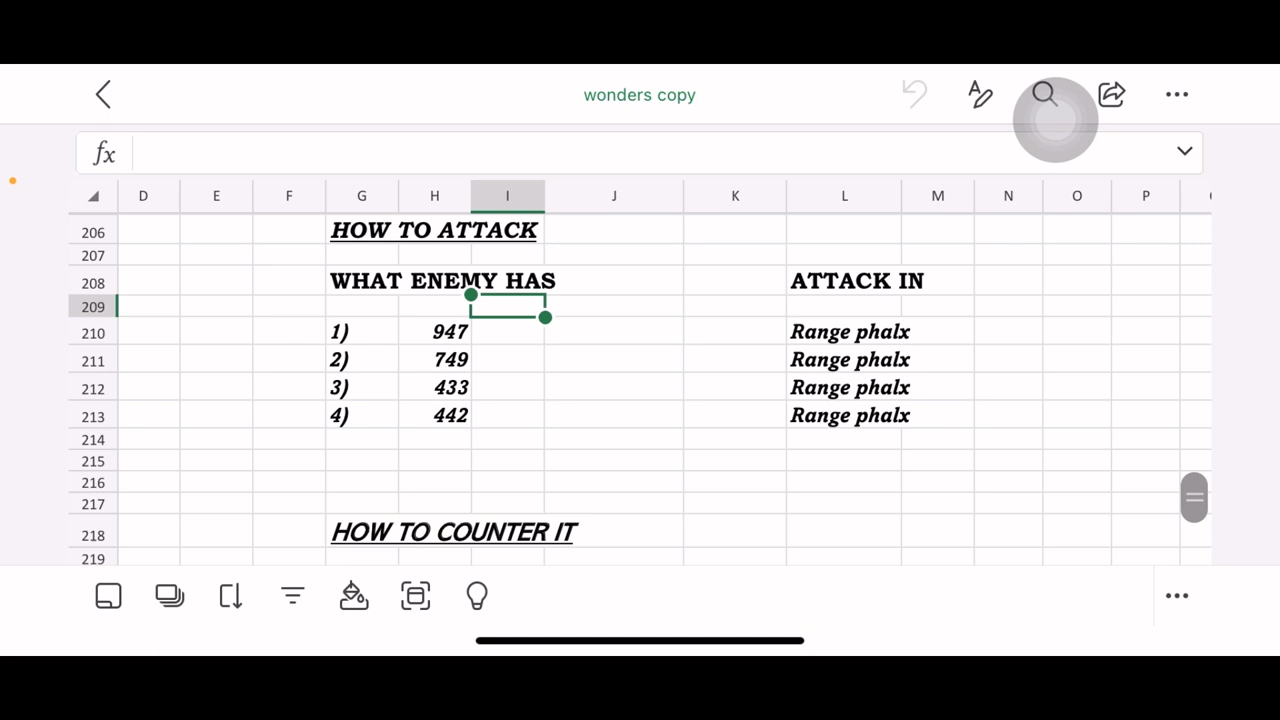 wonders copy
fx
D E F G H I J K L M N O P
206 HOW TO ATTACK
207
208 WHAT ENEMY HAS ATTACK IN
209
210 1) 947 Range phalx
211 2) 749 Range phalx
212 3) 433 Range phalx
213 4) 442 Range phalx
214
215
216
217
218 HOW TO COUNTER IT
219